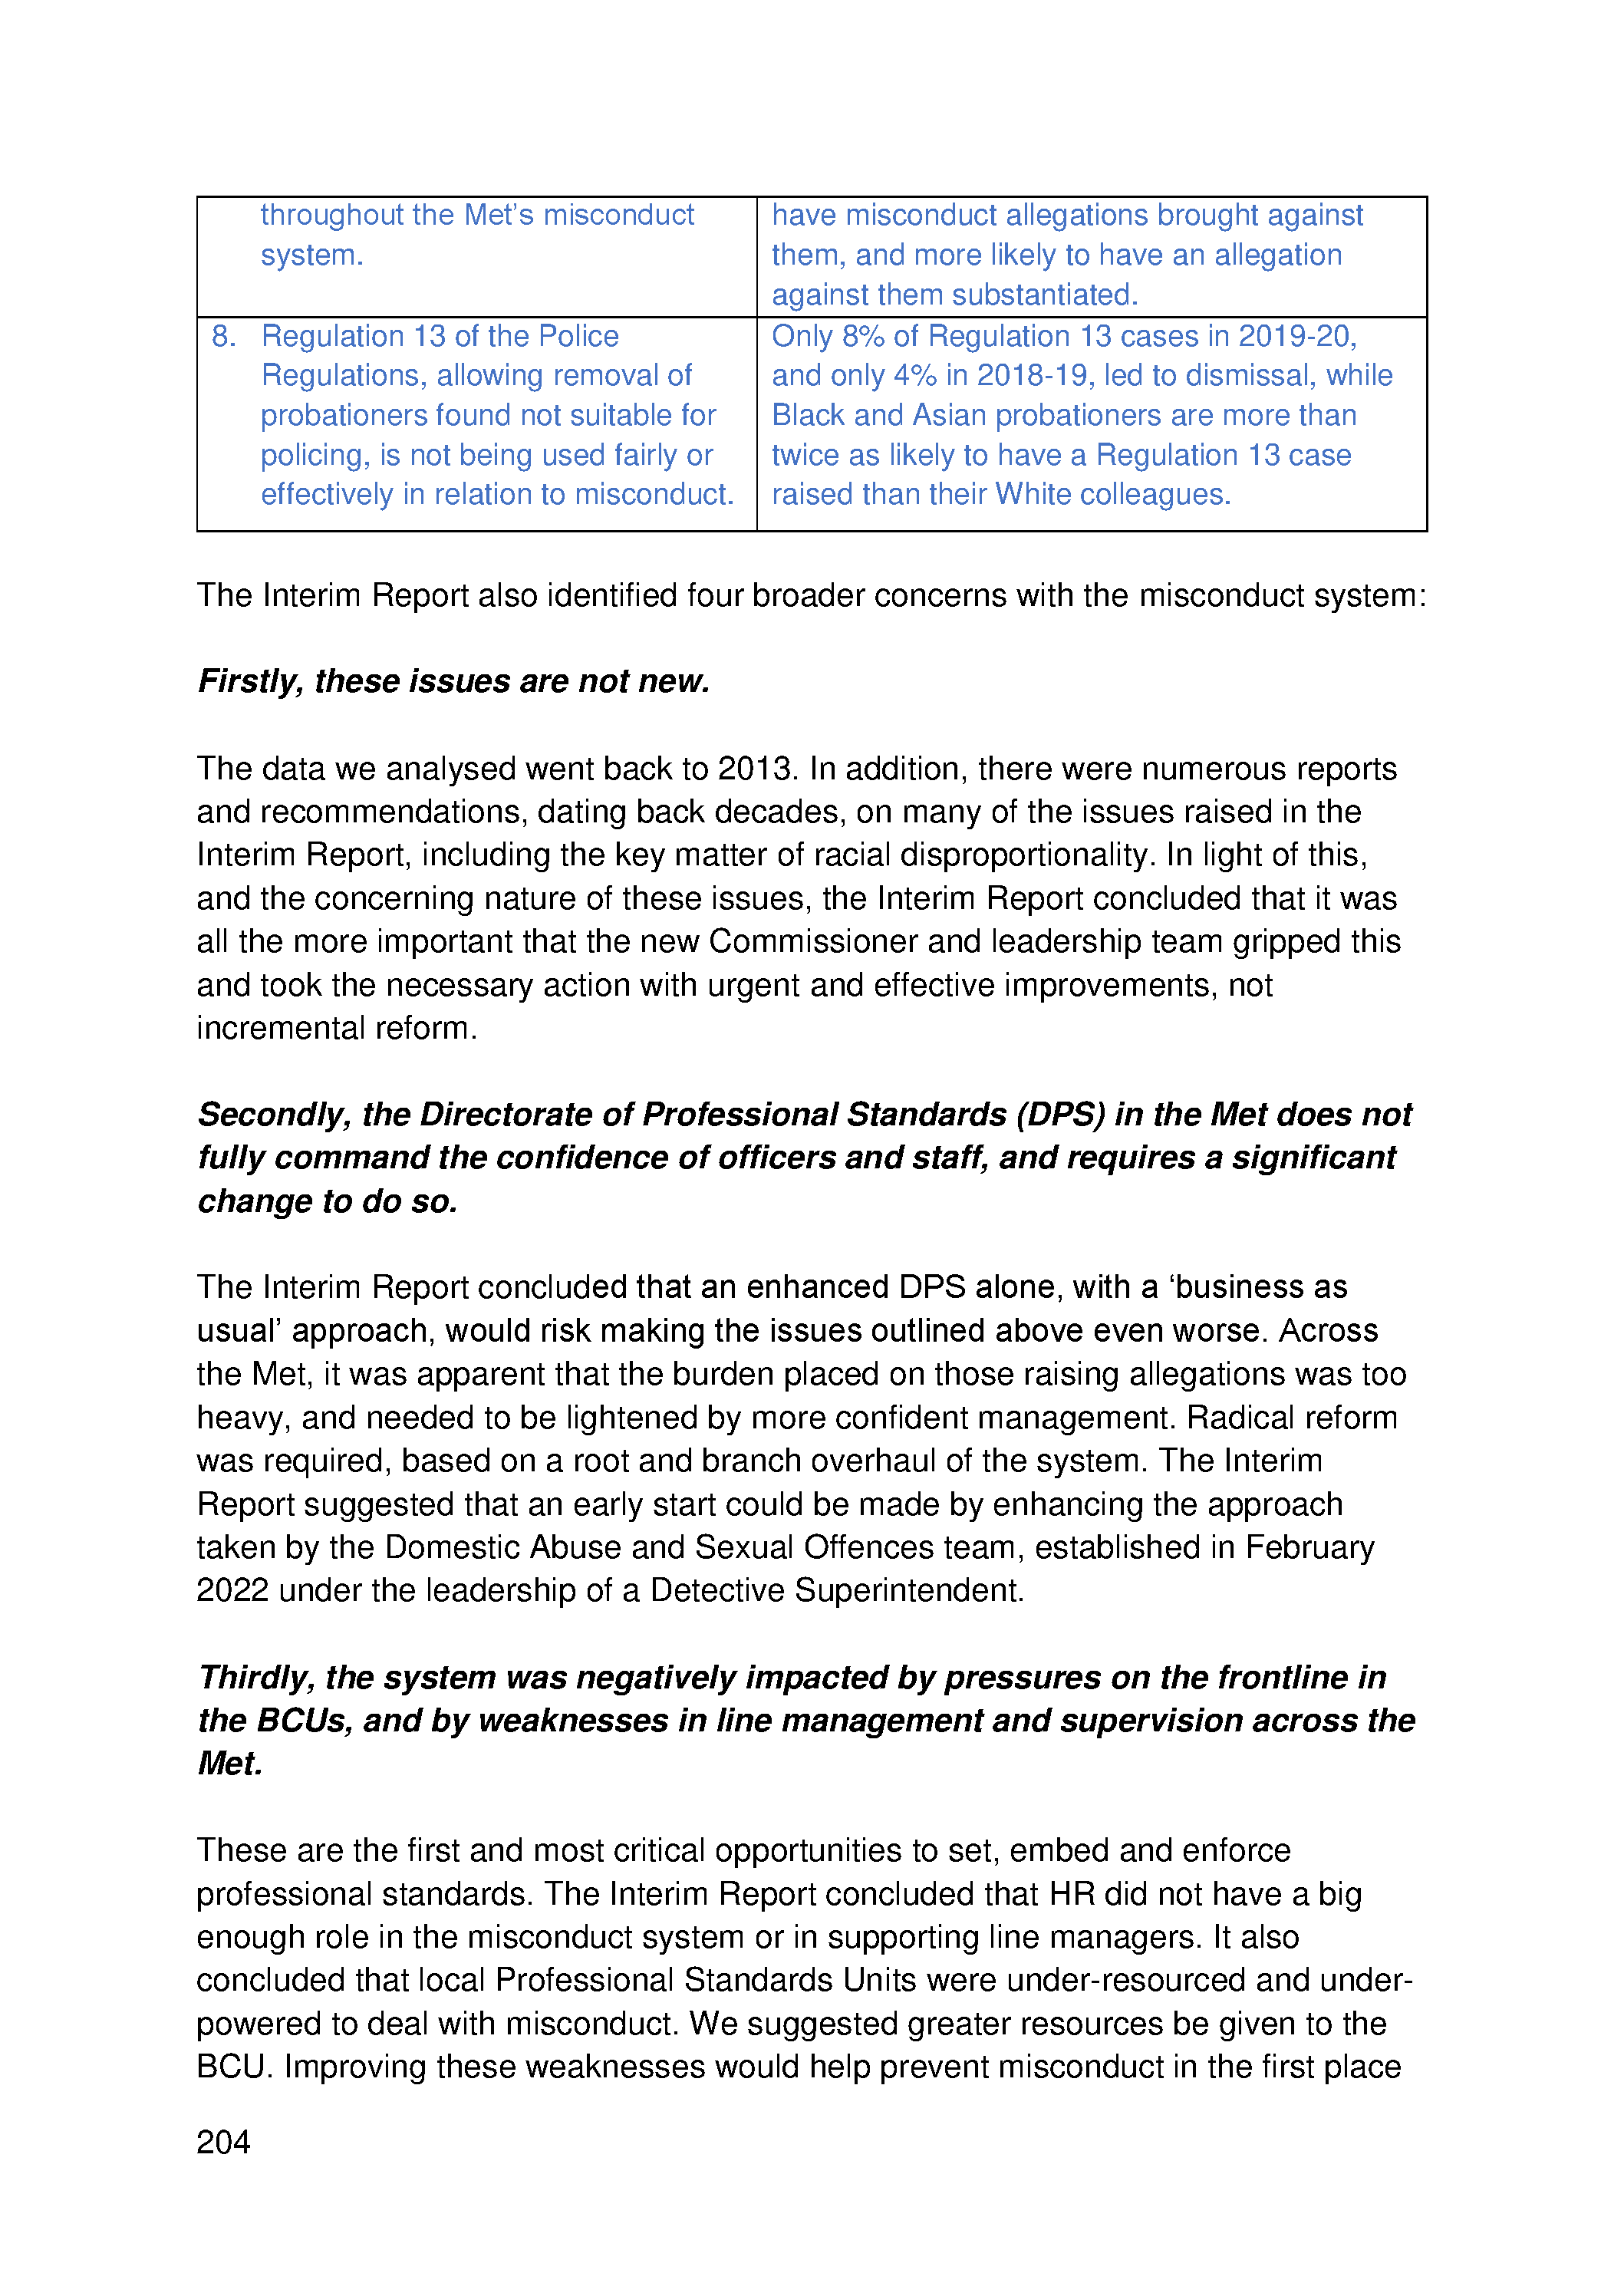 throughout the Met’s misconduct
system.
have misconduct allegations brought against
them, and more likely to have an allegation
against them substantiated.
8. Regulation 13 of the Police
Regulations, allowing removal of
probationers found not suitable for
policing, is not being used fairly or
effectively in relation to misconduct.
Only 8% of Regulation 13 cases in 2019-20,
and only 4% in 2018-19, led to dismissal, while
Black and Asian probationers are more than
twice as likely to have a Regulation 13 case
raised than their White colleagues.
The Interim Report also identified four broader concerns with the misconduct system:
Firstly, these issues are not new.
The data we analysed went back to 2013. In addition, there were numerous reports
and recommendations, dating back decades, on many of the issues raised in the
Interim Report, including the key matter of racial disproportionality. In light of this,
and the concerning nature of these issues, the Interim Report concluded that it was
all the more important that the new Commissioner and leadership team gripped this
and took the necessary action with urgent and effective improvements, not
incremental reform.
Secondly, the Directorate of Professional Standards (DPS) in the Met does not
fully command the confidence of officers and staff, and requires a significant
change to do so.
The Interim Report concluded that an enhanced DPS alone, with a ‘business as
usual’ approach, would risk making the issues outlined above even worse. Across
the Met, it was apparent that the burden placed on those raising allegations was too
heavy, and needed to be lightened by more confident management. Radical reform
was required, based on a root and branch overhaul of the system. The Interim
Report suggested that an early start could be made by enhancing the approach
taken by the Domestic Abuse and Sexual Offences team, established in February
2022 under the leadership of a Detective Superintendent.
Thirdly, the system was negatively impacted by pressures on the frontline in
the BCUs, and by weaknesses in line management and supervision across the
Met.
These are the first and most critical opportunities to set, embed and enforce
professional standards. The Interim Report concluded that HR did not have a big
enough role in the misconduct system or in supporting line managers. It also
concluded that local Professional Standards Units were under-resourced and under-
powered to deal with misconduct. We suggested greater resources be given to the
BCU. Improving these weaknesses would help prevent misconduct in the first place
204